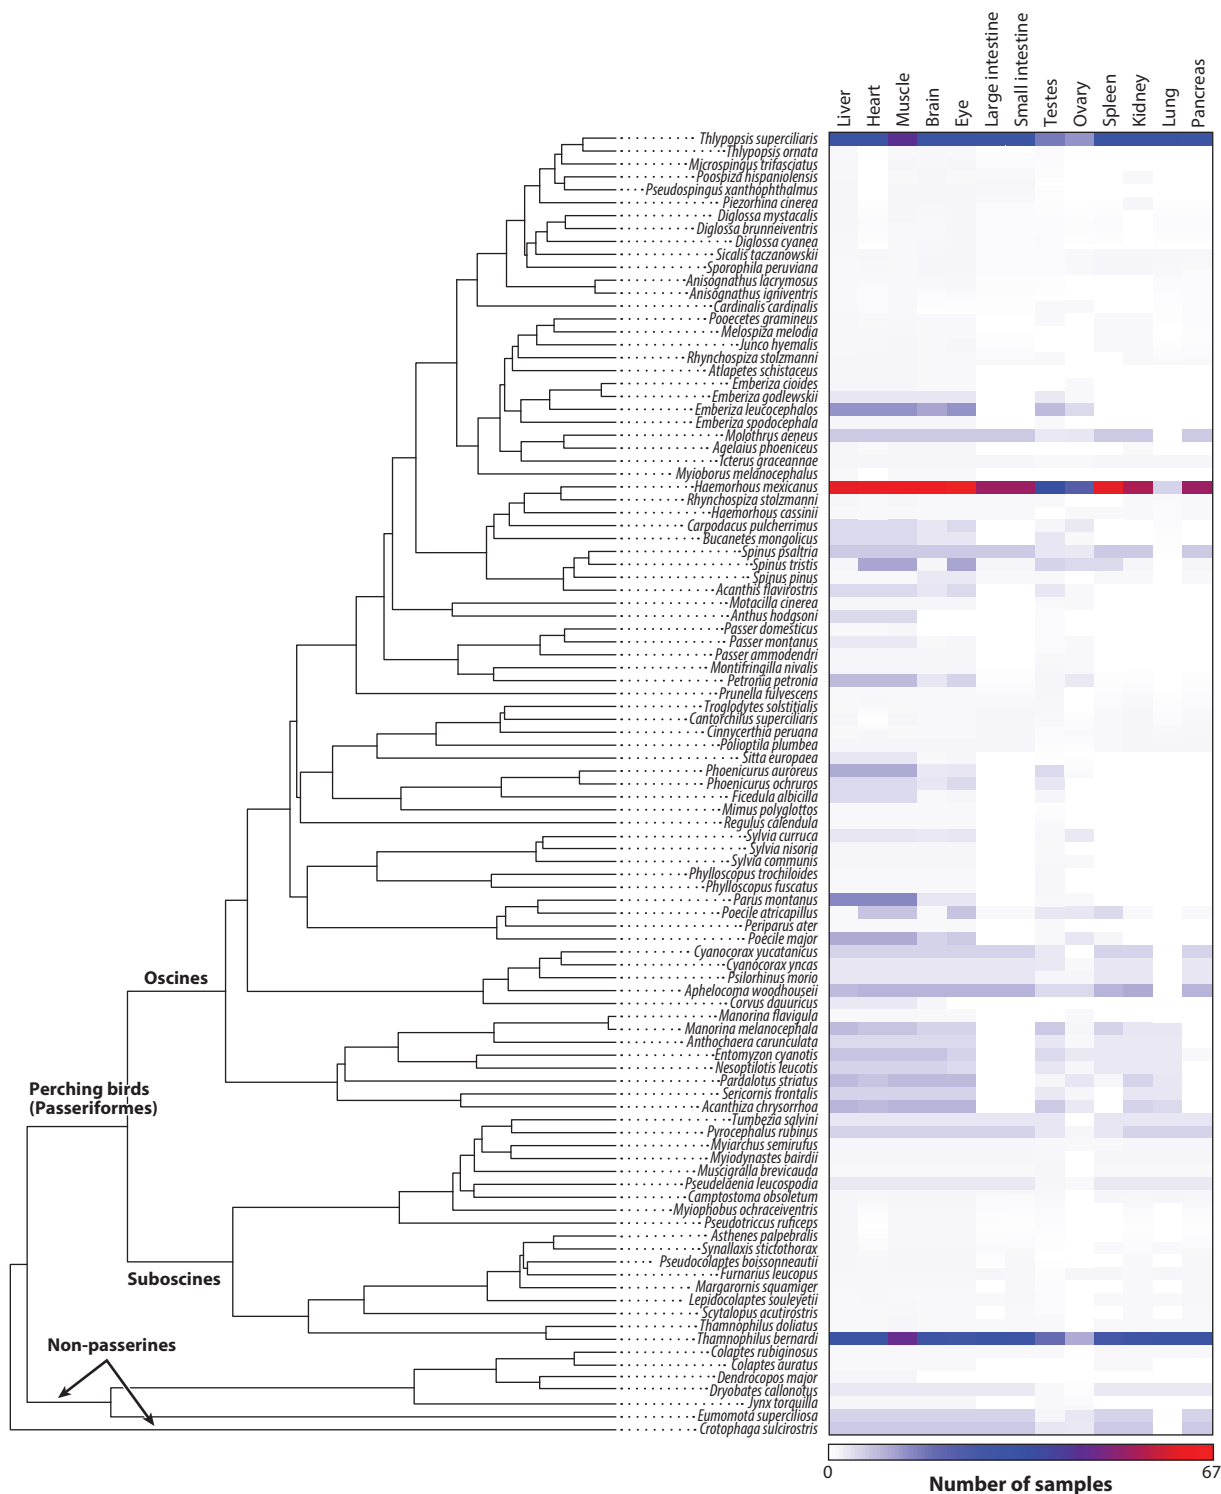 Liver
Heart
Muscle
Brain
Eye
Large intestine
Small intestine
Testes
Ovary
Spleen
Kidney
Lung
Pancreas
Thlypopsis superciliaris
Thlypopsis ornata
Microspingus trifasciatus
Poospiza hispaniolensis
Pseudospingus xanthophthalmus
Piezorhina cinerea
Diglossa mystacalis
Diglossa brunneiventris
Diglossa cyanea
Sicalis taczanowskii
Sporophila peruviana
Anisognathus lacrymosus
Anisognathus igniventris
Cardinalis cardinalis
Pooecetes gramineus
Melospiza melodia
Junco hyemalis
Rhynchospiza stolzmanni
Atlapetes schistaceus
Emberiza cioides
Emberiza godlewskii
Emberiza leucocephalos
Emberiza spodocephala
Molothrus aeneus
Agelaius phoeniceus
Icterus graceannae
Myioborus melanocephalus
Haemorhous mexicanus
Rhynchospiza stolzmanni
Haemorhous cassinii
Carpodacus pulcherrimus
Bucanetes mongolicus
Spinus psaltria
Spinus tristis
Spinus pinus
Acanthis flavirostris
Motacilla cinerea
Anthus hodgsoni
Passer domesticus
Passer montanus
Passer ammodendri
Montifringilla nivalis
Petronia petronia
Prunella fulvescens
Troglodytes solstitialis
Cantorchilus superciliaris
Cinnycerthia peruana
Polioptila plumbea
Sitta europaea
Phoenicurus auroreus
Phoenicurus ochruros
Ficedula albicilla
Mimus polyglottos
Regulus calendula
Sylvia curruca
Sylvia nisoria
Sylvia communis
Phylloscopus trochiloides
Phylloscopus fuscatus
Parus montanus
Poecile atricapillus
Periparus ater
Poecile major
Cyanocorax yucatanicus
Cyanocorax yncas
Psilorhinus morio
Aphelocoma woodhouseii
Corvus dauuricus
Manorina flavigula
Manorina melanocephala
Anthochaera carunculata
Entomyzon cyanotis
Nesoptilotis leucotis
Pardalotus striatus
Sericornis frontalis
Acanthiza chrysorrhoa
Tumbezia salvini
Pyrocephalus rubinus
Myiarchus semirufus
Myiodynastes bairdii
Muscigralla brevicauda
Pseudelaenia leucospodia
Camptostoma obsoletum
Myiophobus ochraceiventris
Pseudotriccus ruficeps
Asthenes palpebralis
Synallaxis stictothorax
Pseudocolaptes boissonneautii
Furnarius leucopus
Margarornis squamiger
Lepidocolaptes souleyetii
Scytalopus acutirostris
Thamnophilus doliatus
Thamnophilus bernardi
Colaptes rubiginosus
Colaptes auratus
Dendrocopos major
Dryobates callonotus
Jynx torquilla
Eumomota superciliosa
Crotophaga sulcirostris
Oscines
Perching birds
(Passeriformes)
Suboscines
Non-passerines
0
67
Number of samples